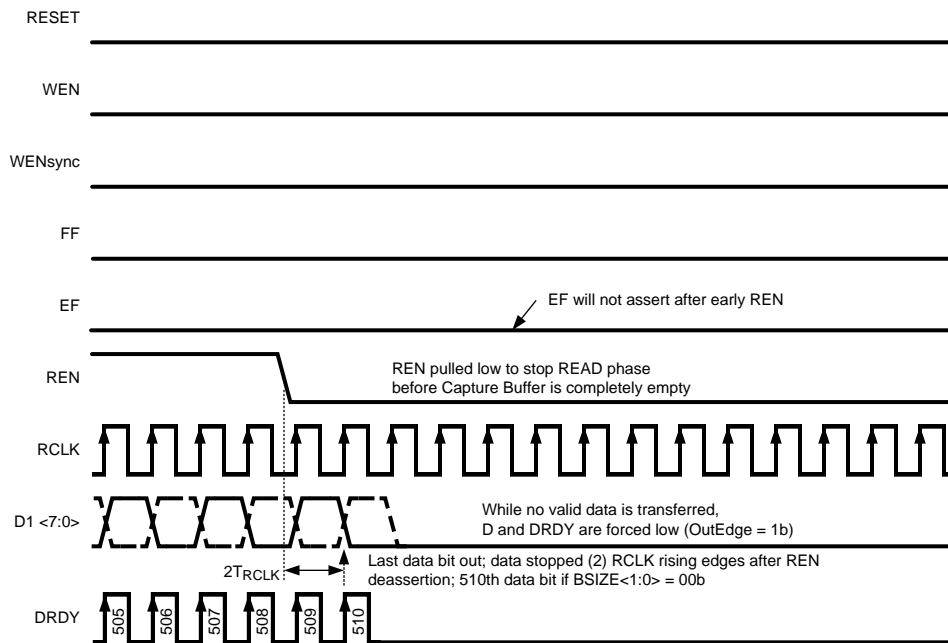 RESET
WEN
WENsync
FF
EF
EF will not assert after early REN
REN
REN pulled low to stop READ phase
before Capture Buffer is completely empty
RCLK
D1 <7:0>
While no valid data is transferred,
D and DRDY are forced low (OutEdge = 1b)
2TRCLK
Last data bit out; data stopped (2) RCLK rising edges after REN
deassertion; 510th data bit if BSIZE<1:0> = 00b
DRDY
505
506
507
508
509
510